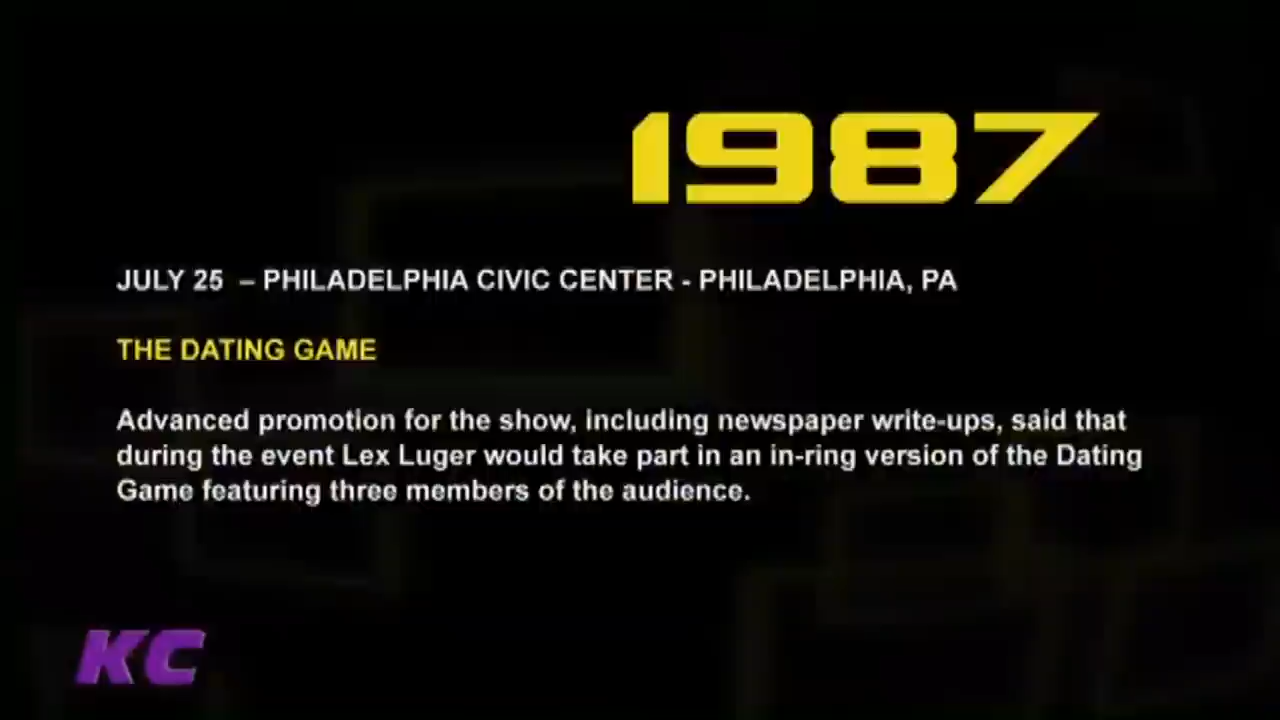 1987
JULY 25 – PHILADELPHIA CIVIC CENTER - PHILADELPHIA, PA
THE DATING GAME
Advanced promotion for the show, including newspaper write-ups, said that
during the event Lex Luger would take part in an in-ring version of the Dating
Game featuring three members of the audience.
KC